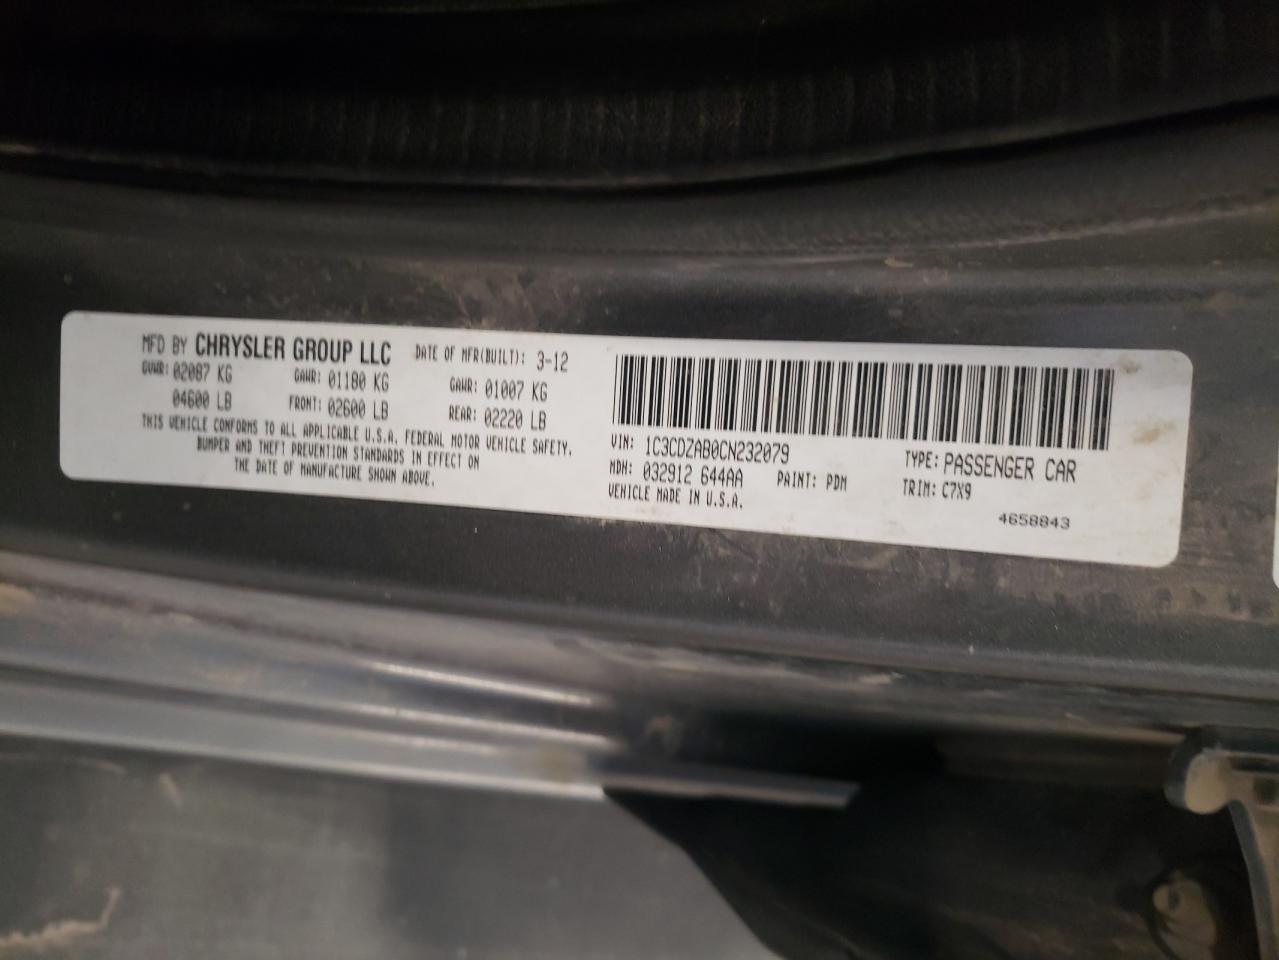 MFD BY CHRYSLER GROUP LLC DATE OF MFR(BUILT): 3-12
GVWR: 02087 KG GAWR: 01180 KG GAWR: 01007 KG
04600 LB FRONT: 02600 LB REAR: 02220 LB
THIS VEHICLE CONFORMS TO ALL APPLICABLE U.S.A. FEDERAL MOTOR VEHICLE SAFETY,
BUMPER AND THEFT PREVENTION STANDARDS IN EFFECT ON
THE DATE OF MANUFACTURE SHOWN ABOVE.
VIN: 1C3CDZAB0CN232079 TYPE: PASSENGER CAR
MDH: 032912 644AA PAINT: PDM TRIM: C7X9
VEHICLE MADE IN U.S.A.
4658843